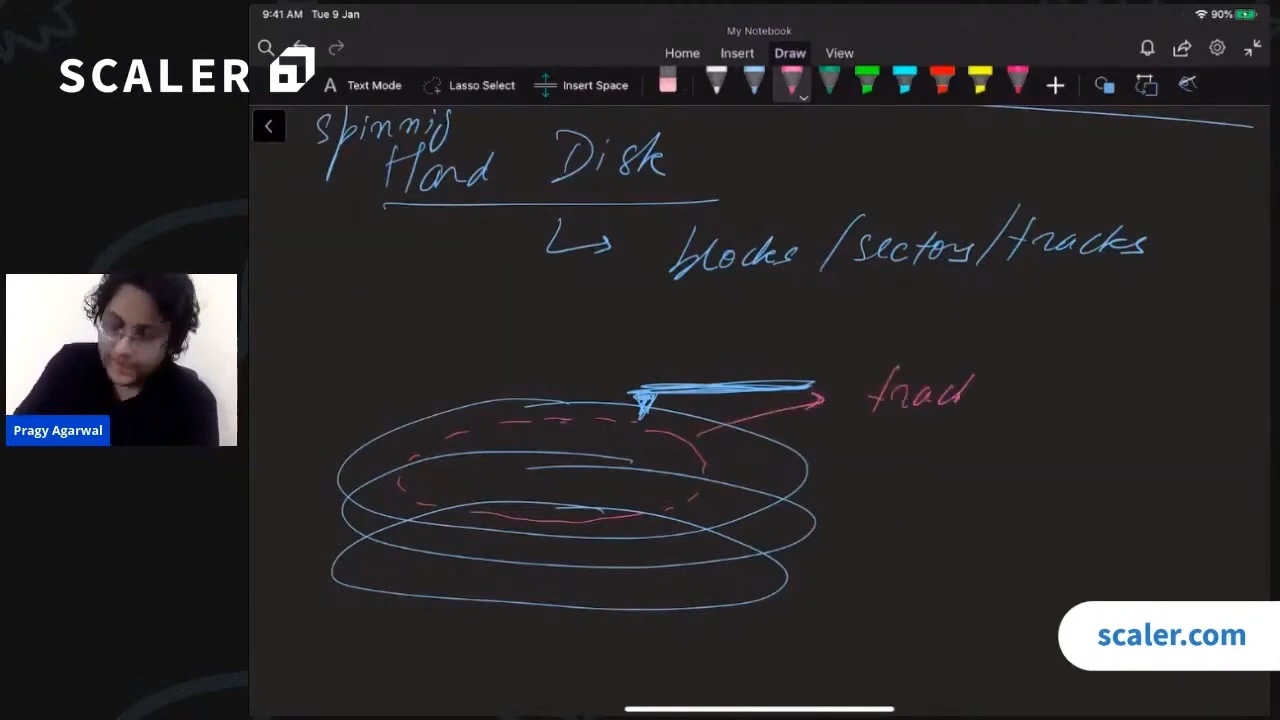 9:41 AM Tue 9 Jan
90%
My Notebook
Home Insert Draw View
SCALER
Text Mode Lasso Select Insert Space
spinnig
Hard Disk
blocks / sectors / tracks
track
Pragy Agarwal
scaler.com